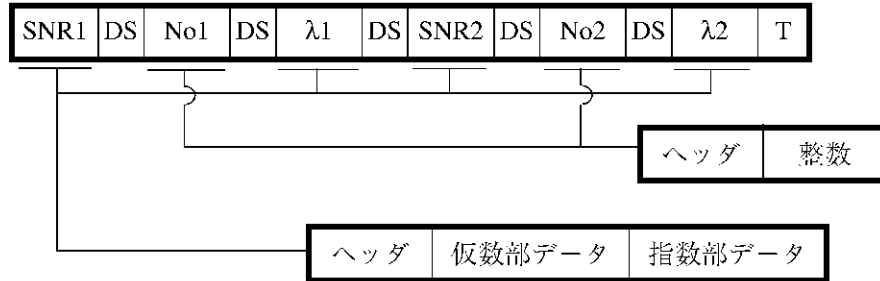 SNR1 DS No1 DS λ1 DS SNR2 DS No2 DS λ2 T
ヘッダ 整数
ヘッダ 仮数部データ 指数部データ